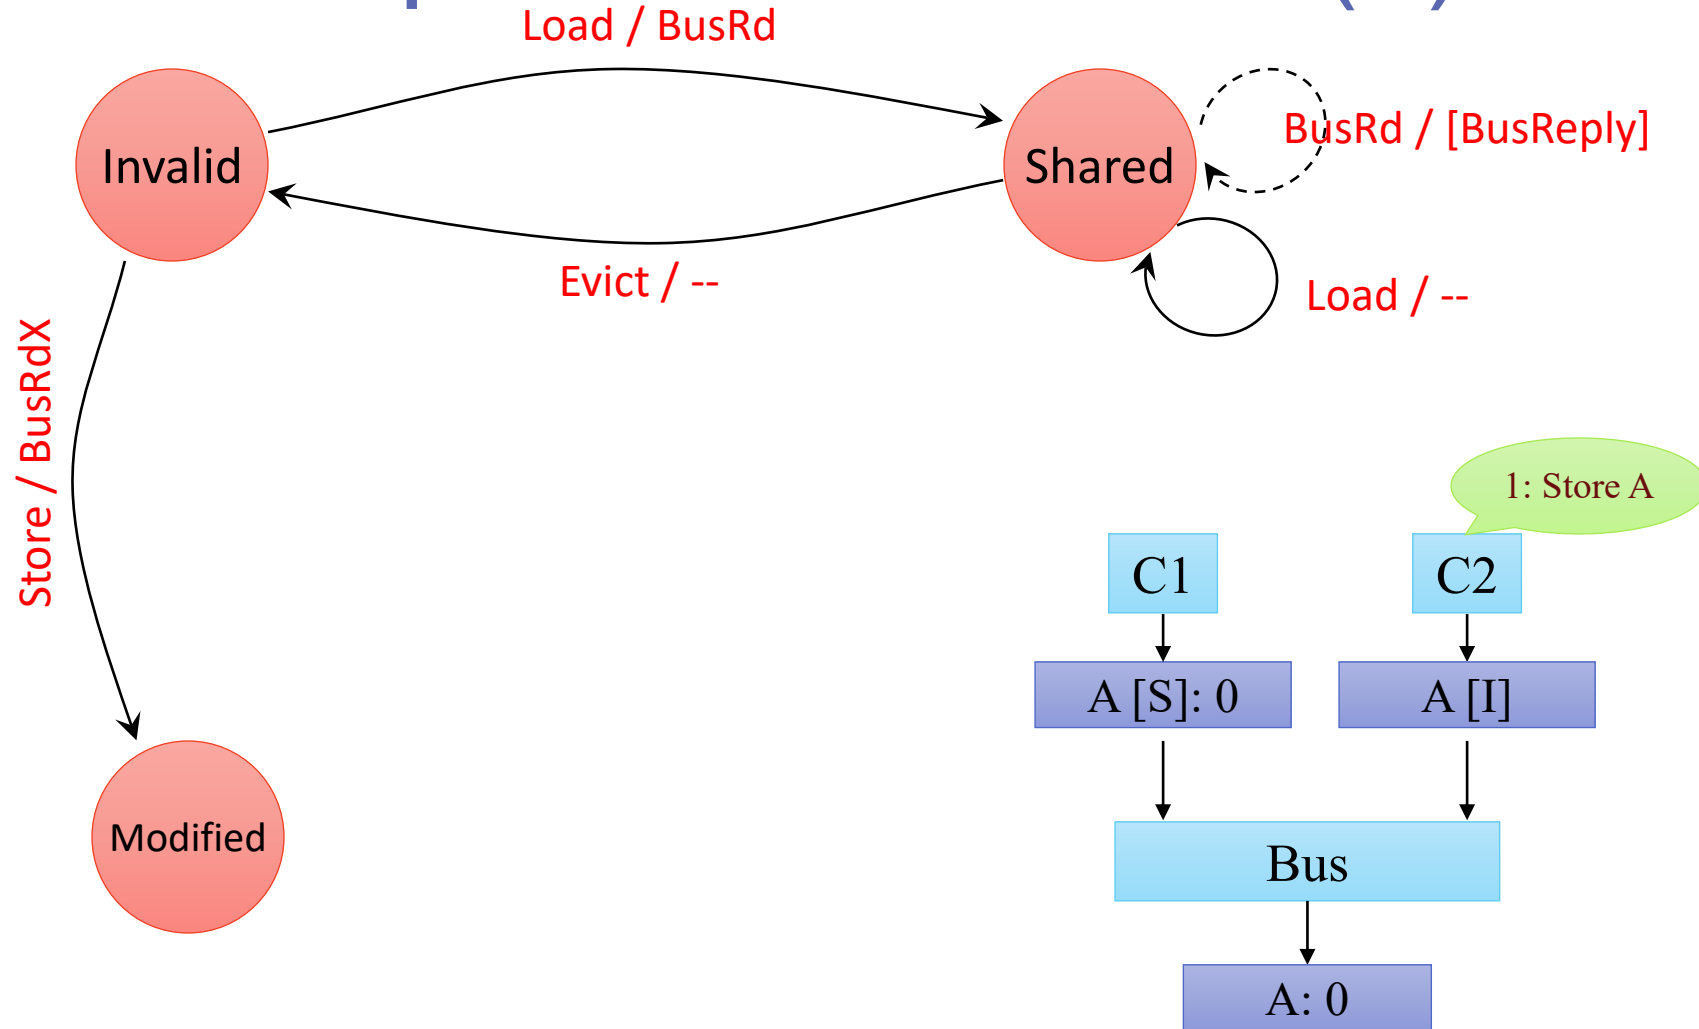 Load / BusRd
Invalid
Shared
BusRd / [BusReply]
Evict / --
Load / --
Store / BusRdX
1: Store A
C1
C2
A [S]: 0
A [I]
Modified
Bus
A: 0